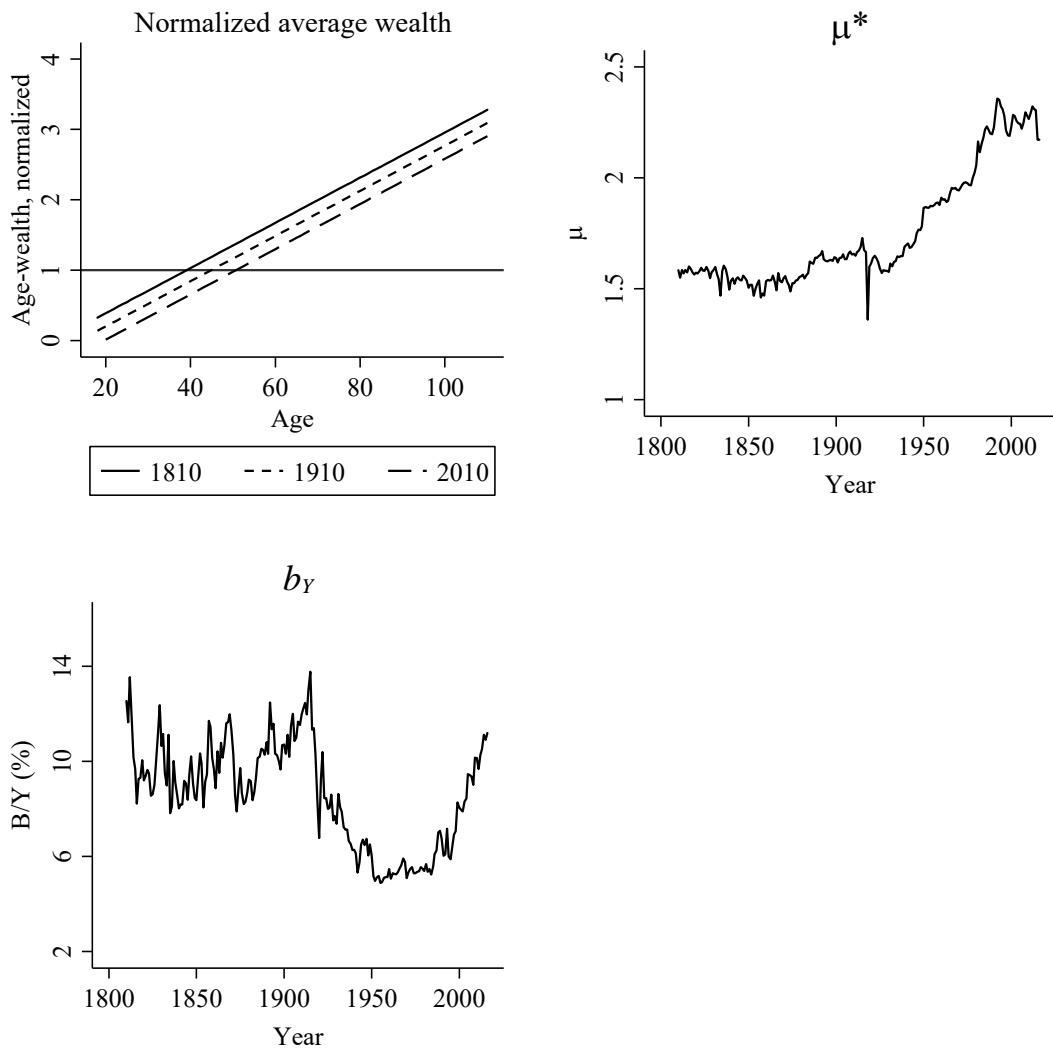 Normalized average wealth
Age-wealth, normalized
4
3
2
1
0
20 40 60 80 100
Age
1810 1910 2010
μ*
μ
2.5
2
1.5
1
1800 1850 1900 1950 2000
Year
bY
B/Y (%)
14
10
6
2
1800 1850 1900 1950 2000
Year